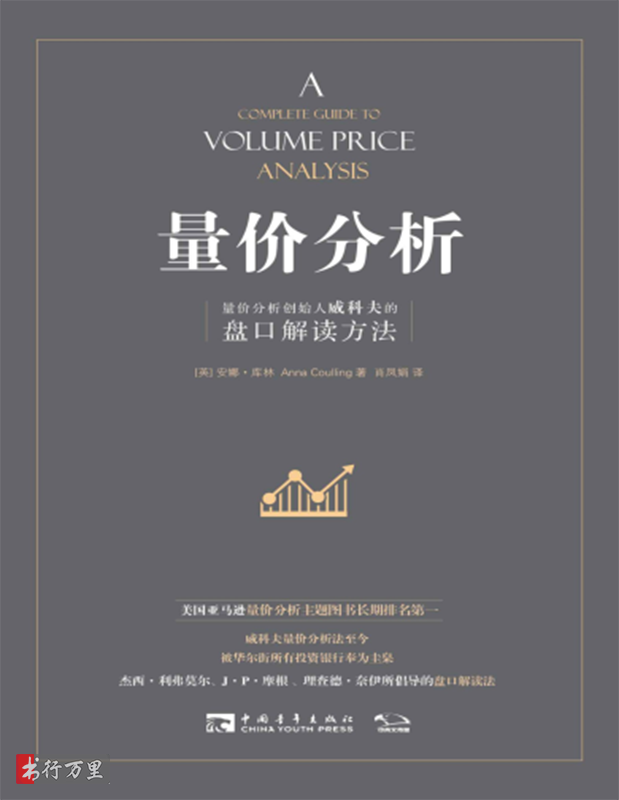 A
COMPLETE GUIDE TO
VOLUME PRICE
ANALYSIS
量价分析
量价分析创始人威科夫的
盘口解读方法
[英] 安娜·库林 Anna Coulling 著 肖凤娟 译
美国亚马逊量价分析主题图书长期排名第一
威科夫量价分析法至今
被华尔街所有投资银行奉为圭臬
杰西·利弗莫尔、J·P·摩根、理查德·奈伊所倡导的盘口解读法
中国青年出版社
CHINA YOUTH PRESS
书行万里